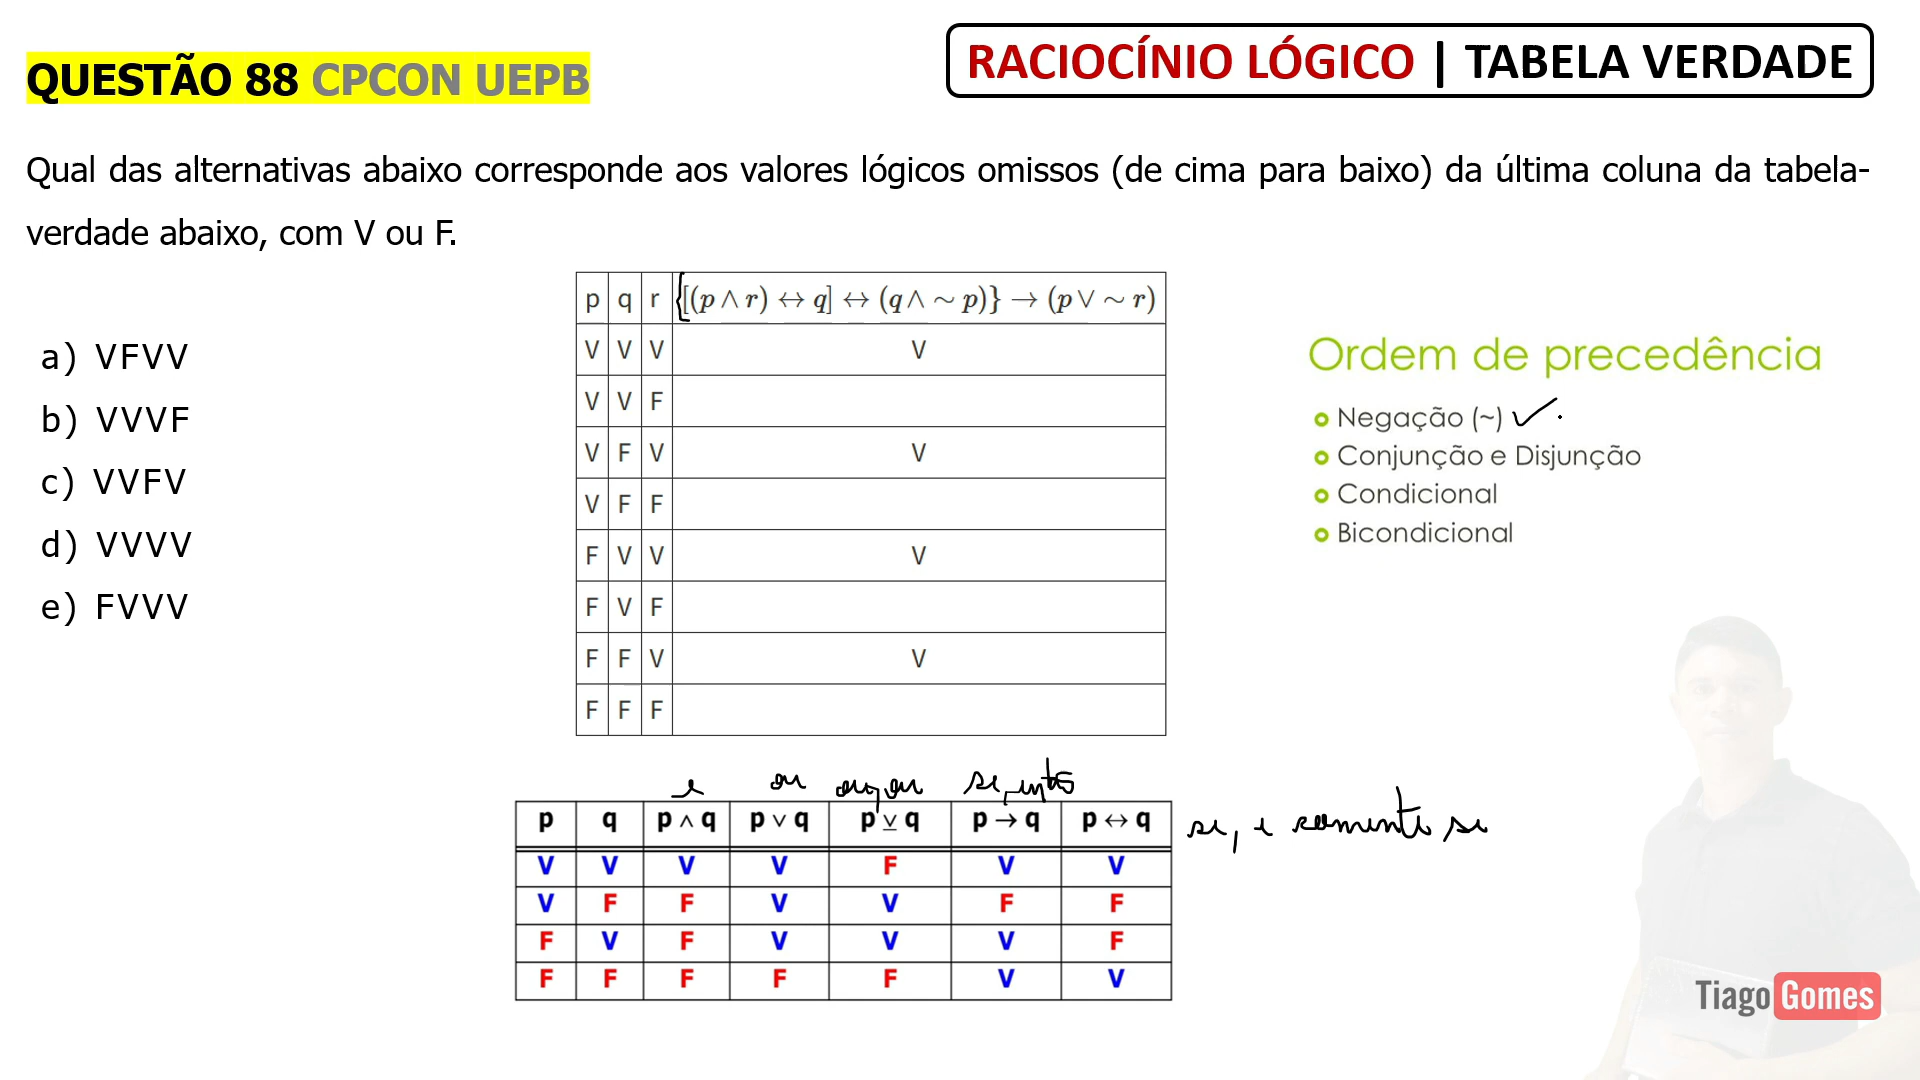 QUESTÃO 88 CPCON UEPB
RACIOCÍNIO LÓGICO | TABELA VERDADE
Qual das alternativas abaixo corresponde aos valores lógicos omissos (de cima para baixo) da última coluna da tabela-
verdade abaixo, com V ou F.
a) VFVV
b) VVVF
c) VVFV
d) VVVV
e) FVVV
p q r {[(p ∧ r) ↔ q] ↔ (q ∧ ~ p)} → (p ∨ ~ r)
V V V V
V V F
V F V V
V F F
F V V V
F V F
F F V V
F F F
Ordem de precedência
Negação (~)
Conjunção e Disjunção
Condicional
Bicondicional
e ou ou, ou se, então
p q p ∧ q p ∨ q p ⊻ q p → q p ↔ q
se, e somente se
V V V V F V V
V F F V V F F
F V F V V V F
F F F F F V V
Tiago Gomes